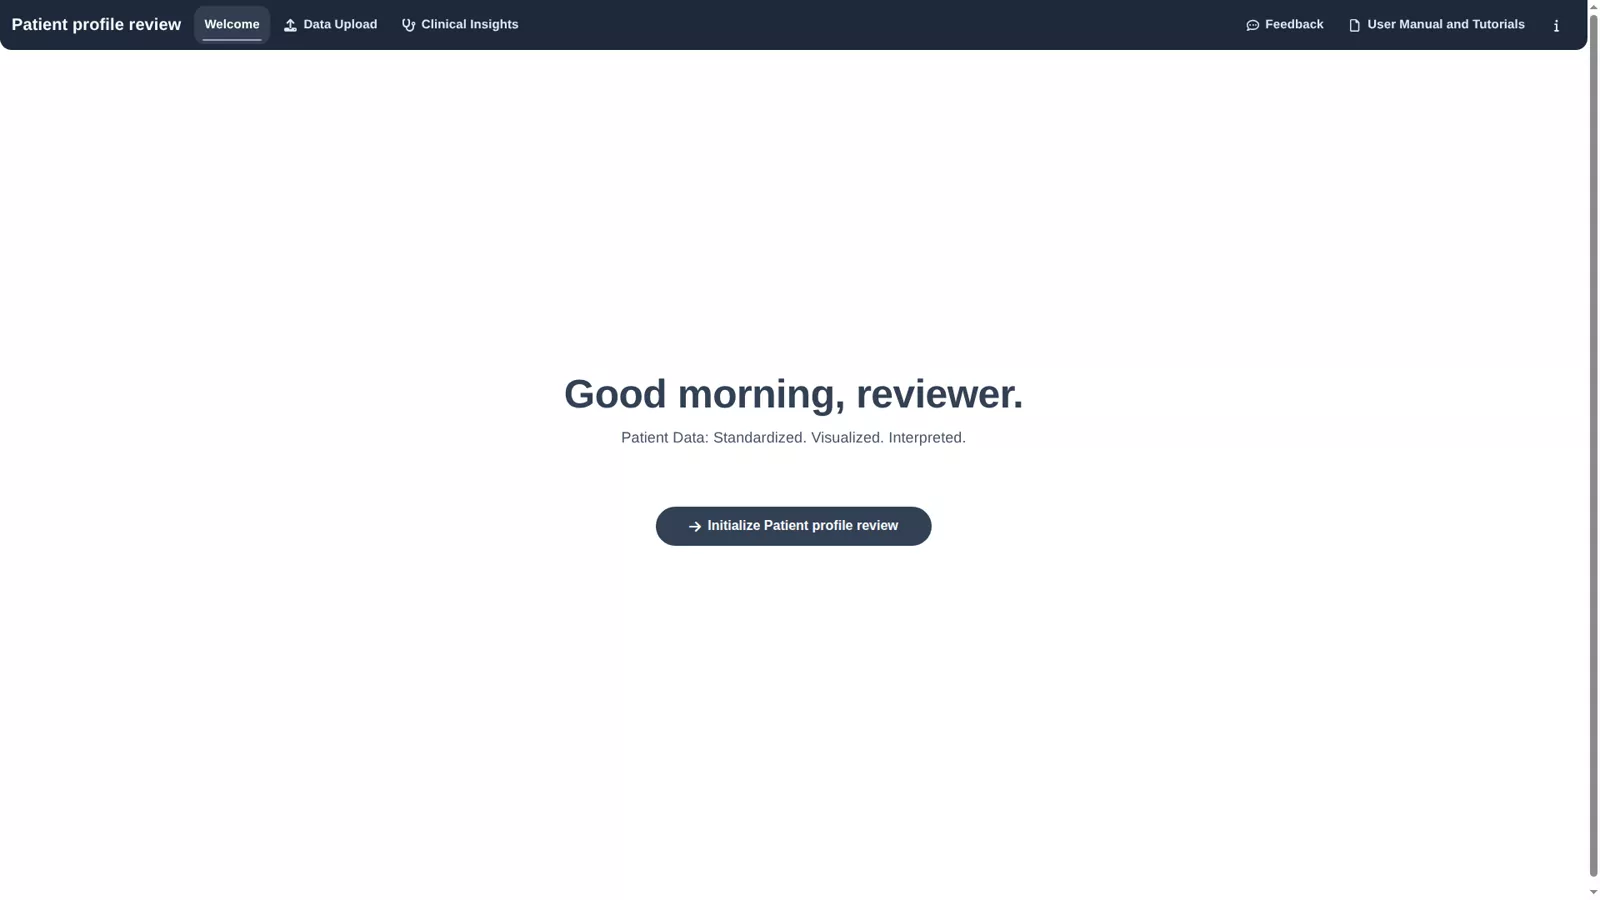 Patient profile review
Welcome
Data Upload
Clinical Insights
Feedback
User Manual and Tutorials
Good morning, reviewer.
Patient Data: Standardized. Visualized. Interpreted.
Initialize Patient profile review